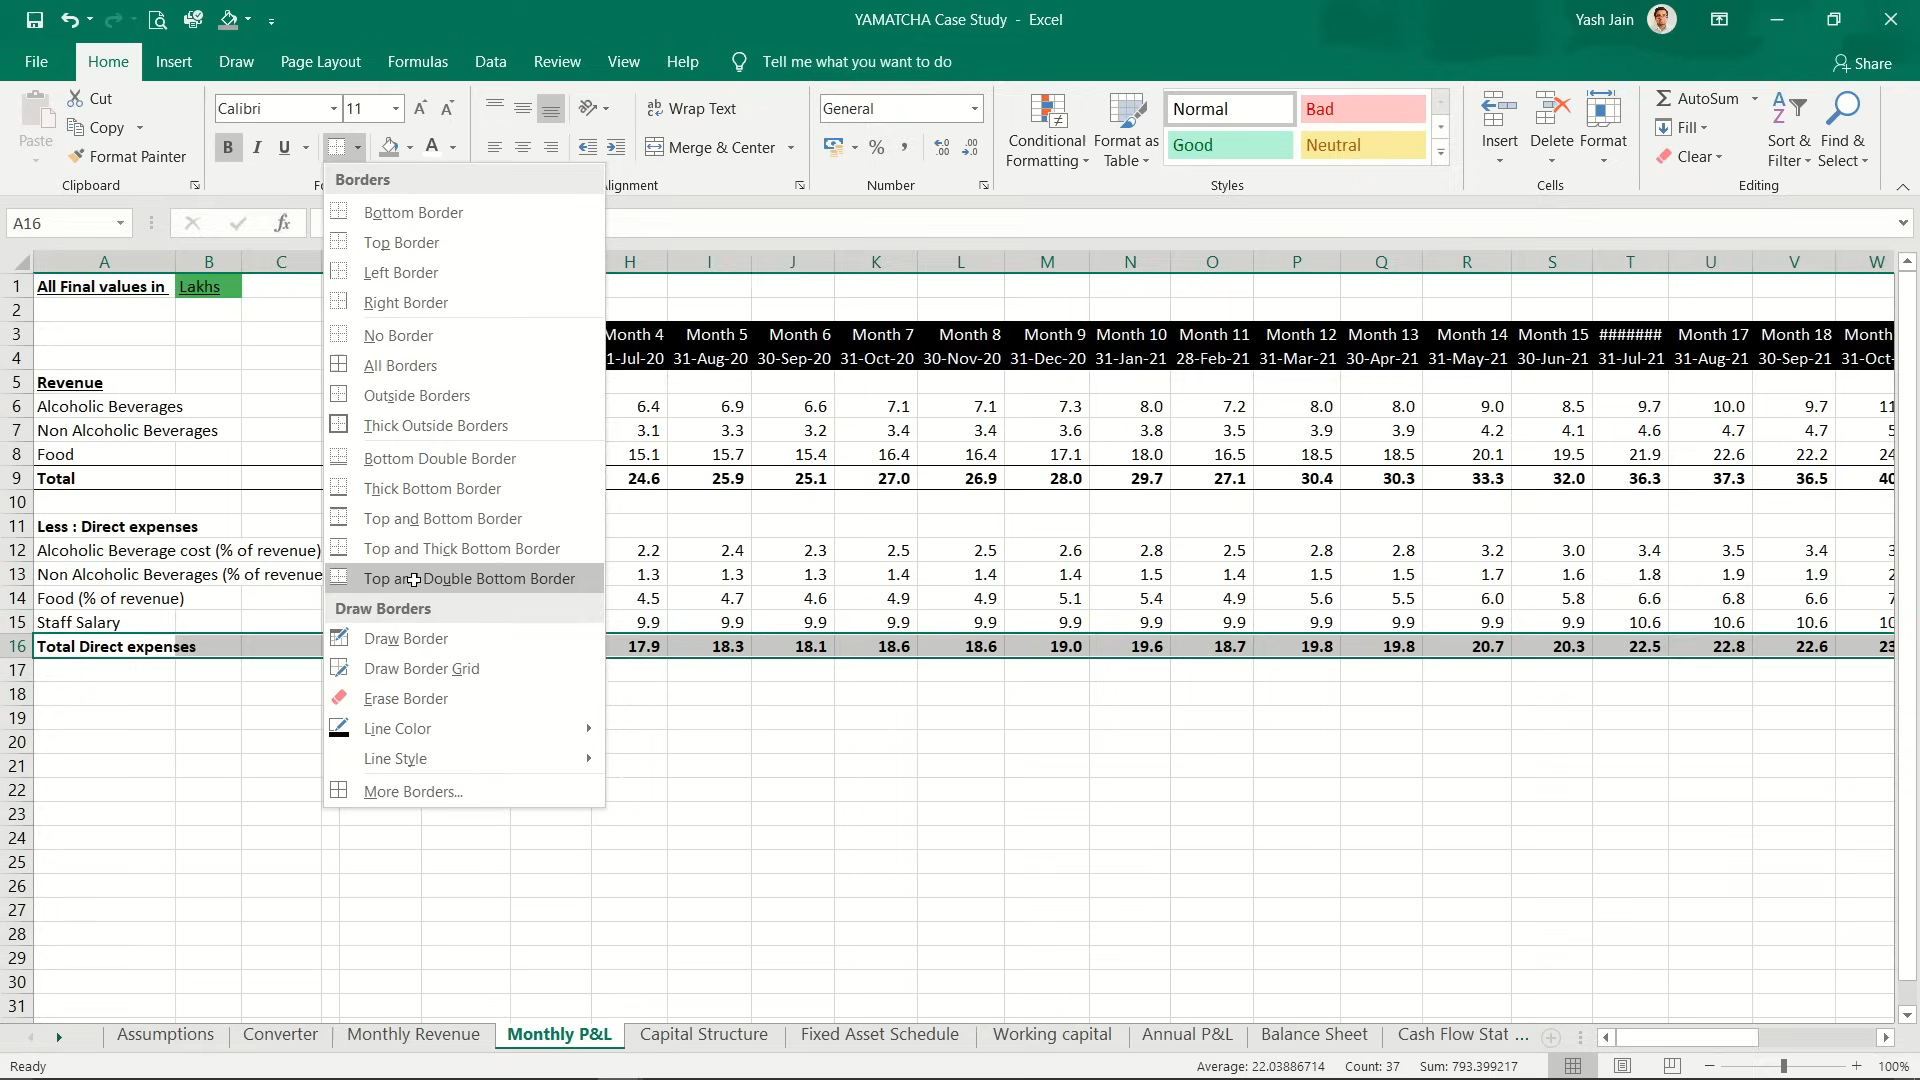 YAMATCHA Case Study - Excel
Yash Jain
File Home Insert Draw Page Layout Formulas Data Review View Help Tell me what you want to do Share
Paste
Cut
Copy
Format Painter
Clipboard
Calibri 11
B I U
Wrap Text
Merge & Center
lignment
General
Number
Conditional Formatting
Format as Table
Normal Bad
Good Neutral
Styles
Insert Delete Format
Cells
AutoSum
Fill
Clear
Sort & Filter
Find & Select
Editing
A16
fx
Borders
Bottom Border
Top Border
Left Border
Right Border
No Border
All Borders
Outside Borders
Thick Outside Borders
Bottom Double Border
Thick Bottom Border
Top and Bottom Border
Top and Thick Bottom Border
Top and Double Bottom Border
Draw Borders
Draw Border
Draw Border Grid
Erase Border
Line Color
Line Style
More Borders...
A B C H I J K L M N O P Q R S T U V W
1 All Final values in Lakhs
2
3 Month 4 Month 5 Month 6 Month 7 Month 8 Month 9 Month 10 Month 11 Month 12 Month 13 Month 14 Month 15 ####### Month 17 Month 18 Month
4 1-Jul-20 31-Aug-20 30-Sep-20 31-Oct-20 30-Nov-20 31-Dec-20 31-Jan-21 28-Feb-21 31-Mar-21 30-Apr-21 31-May-21 30-Jun-21 31-Jul-21 31-Aug-21 30-Sep-21 31-Oct-
5 Revenue
6 Alcoholic Beverages 6.4 6.9 6.6 7.1 7.1 7.3 8.0 7.2 8.0 8.0 9.0 8.5 9.7 10.0 9.7 11
7 Non Alcoholic Beverages 3.1 3.3 3.2 3.4 3.4 3.6 3.8 3.5 3.9 3.9 4.2 4.1 4.6 4.7 4.7 5
8 Food 15.1 15.7 15.4 16.4 16.4 17.1 18.0 16.5 18.5 18.5 20.1 19.5 21.9 22.6 22.2 24
9 Total 24.6 25.9 25.1 27.0 26.9 28.0 29.7 27.1 30.4 30.3 33.3 32.0 36.3 37.3 36.5 40
10
11 Less : Direct expenses
12 Alcoholic Beverage cost (% of revenue) 2.2 2.4 2.3 2.5 2.5 2.6 2.8 2.5 2.8 2.8 3.2 3.0 3.4 3.5 3.4 3
13 Non Alcoholic Beverages (% of revenue 1.3 1.3 1.3 1.4 1.4 1.4 1.5 1.4 1.5 1.5 1.7 1.6 1.8 1.9 1.9 2
14 Food (% of revenue) 4.5 4.7 4.6 4.9 4.9 5.1 5.4 4.9 5.6 5.5 6.0 5.8 6.6 6.8 6.6 7
15 Staff Salary 9.9 9.9 9.9 9.9 9.9 9.9 9.9 9.9 9.9 9.9 9.9 9.9 10.6 10.6 10.6 10
16 Total Direct expenses 17.9 18.3 18.1 18.6 18.6 19.0 19.6 18.7 19.8 19.8 20.7 20.3 22.5 22.8 22.6 23
17
18
19
20
21
22
23
24
25
26
27
28
29
30
31
Assumptions Converter Monthly Revenue Monthly P&L Capital Structure Fixed Asset Schedule Working capital Annual P&L Balance Sheet Cash Flow Stat ...
Ready Average: 22.03886714 Count: 37 Sum: 793.399217 100%